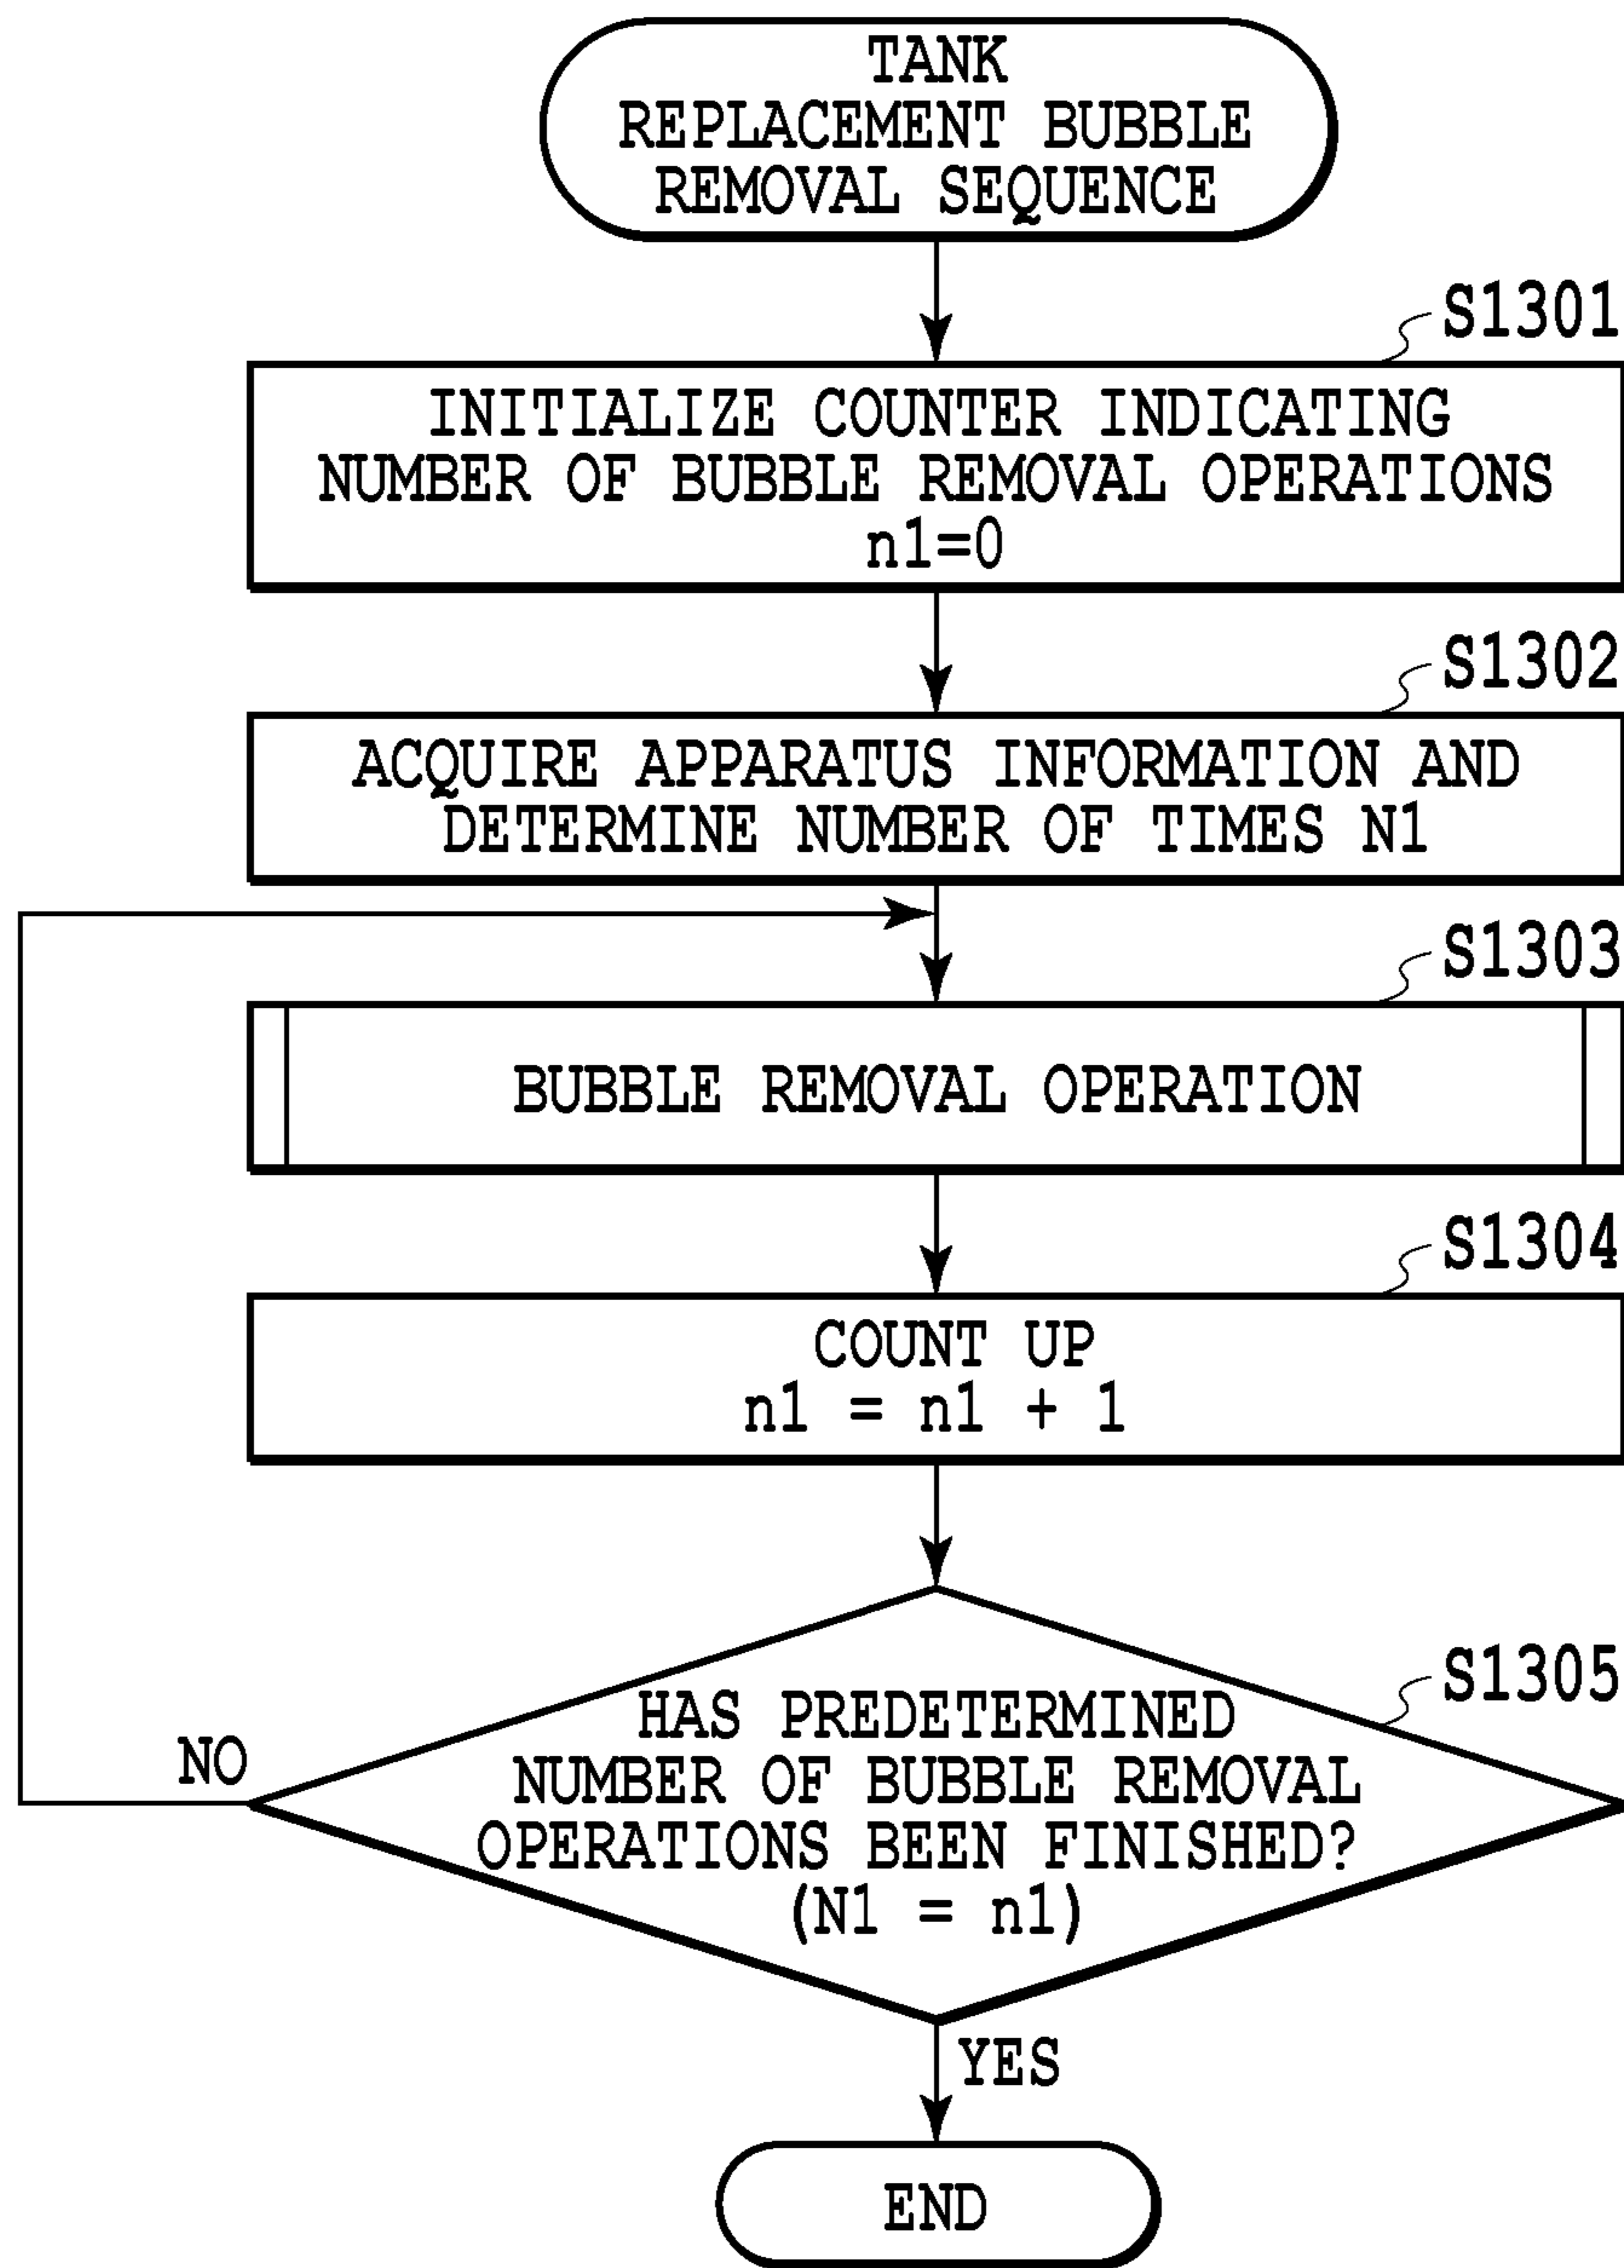 TANK
REPLACEMENT BUBBLE
REMOVAL SEQUENCE
S1301
INITIALIZE COUNTER INDICATING
NUMBER OF BUBBLE REMOVAL OPERATIONS
n1=0
S1302
ACQUIRE APPARATUS INFORMATION AND
DETERMINE NUMBER OF TIMES N1
S1303
BUBBLE REMOVAL OPERATION
S1304
COUNT UP
n1 = n1 + 1
S1305
HAS PREDETERMINED
NUMBER OF BUBBLE REMOVAL
OPERATIONS BEEN FINISHED?
(N1 = n1)
NO
YES
END